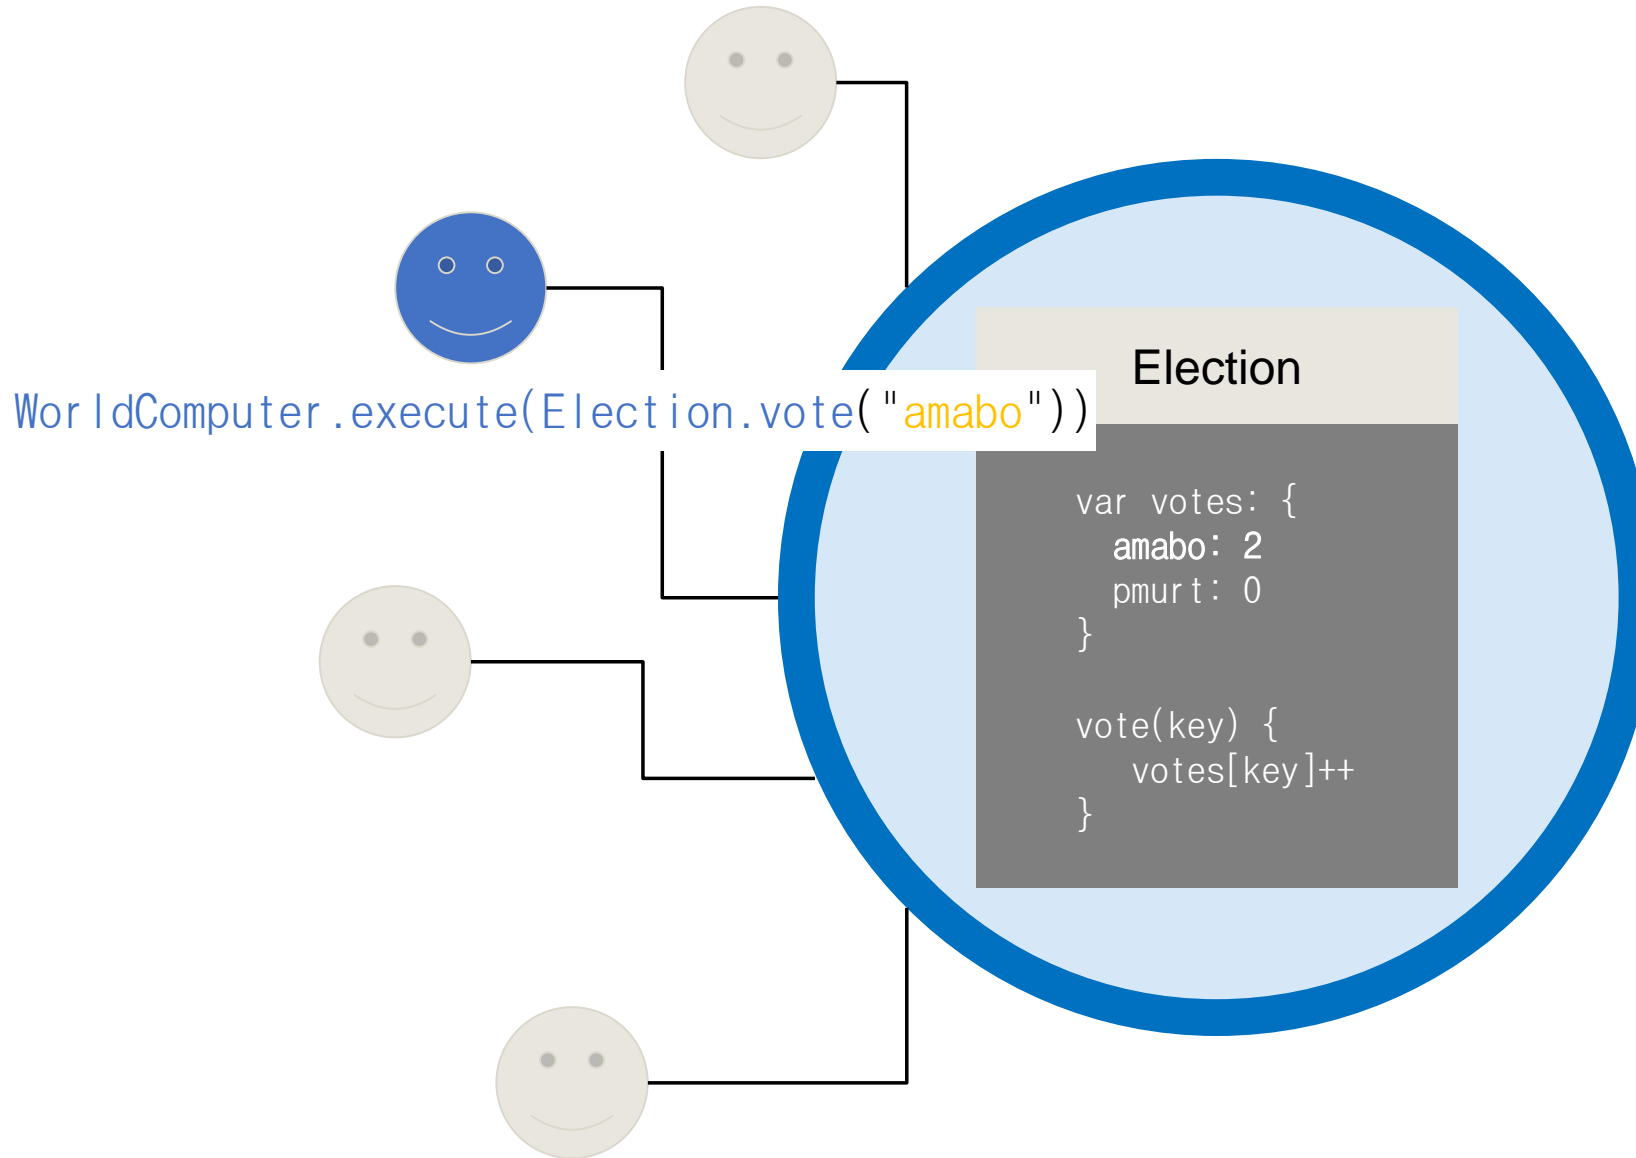 Election
WorldComputer.execute(Election.vote("amabo"))
var votes: {
amabo: 2
pmurt: 0
}
vote(key) {
votes[key]++
}